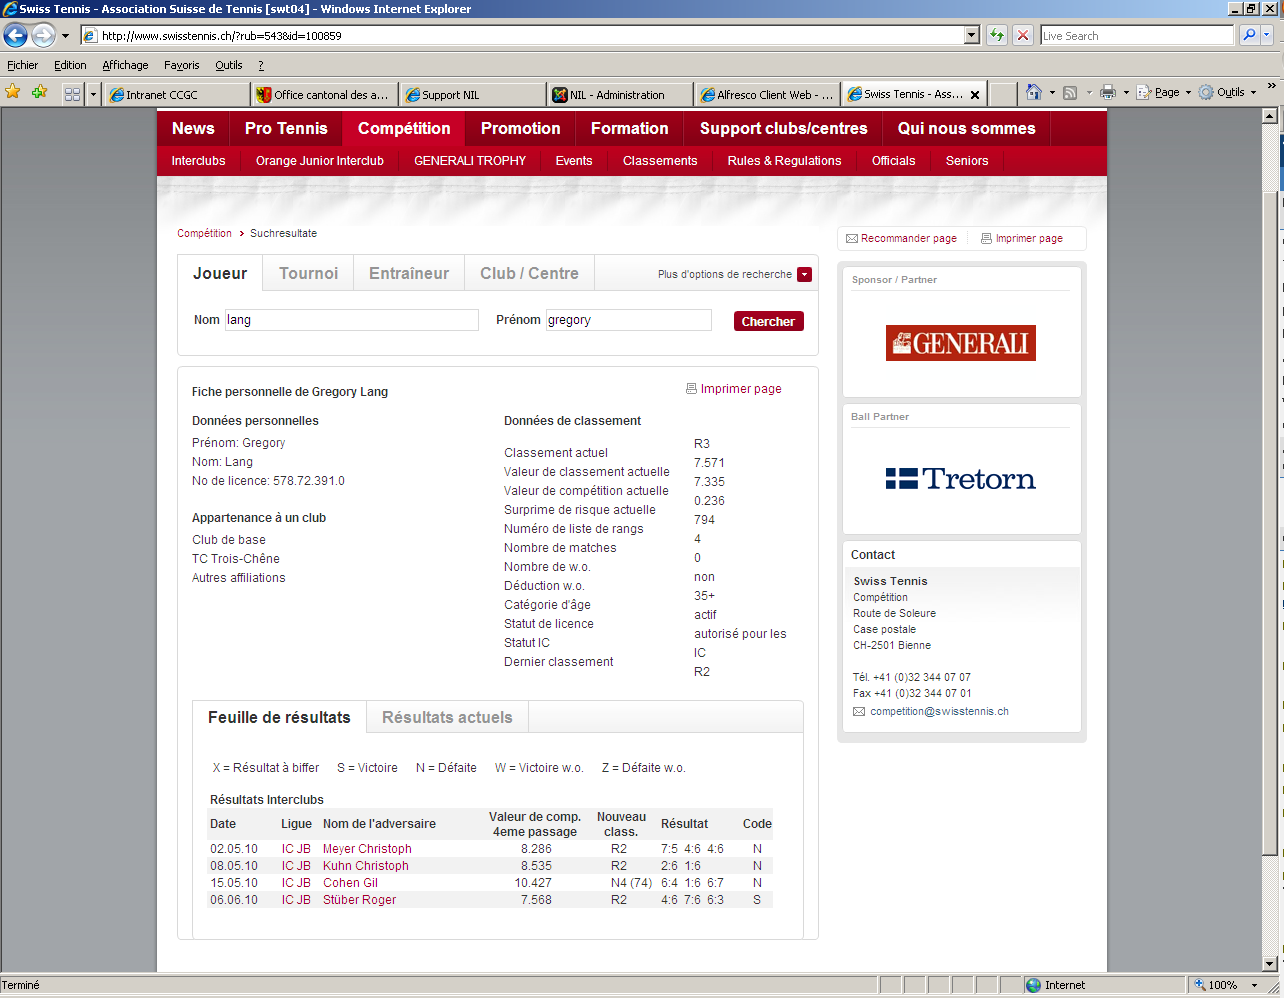 Swiss Tennis - Association Suisse de Tennis [swt04] - Windows Internet Explorer
http://www.swisstennis.ch/?rub=543&id=100859
Live Search
Fichier Edition Affichage Favoris Outils ?
Intranet CCGC
Office cantonal des a...
Support NIL
NIL - Administration
Alfresco Client Web - ...
Swiss Tennis - Ass...
Page
Outils
»
News Pro Tennis Compétition Promotion Formation Support clubs/centres Qui nous sommes
Interclubs Orange Junior Interclub GENERALI TROPHY Events Classements Rules & Regulations Officials Seniors
Compétition > Suchresultate
Recommander page Imprimer page
Joueur Tournoi Entraîneur Club / Centre Plus d'options de recherche
Nom lang Prénom gregory Chercher
Fiche personnelle de Gregory Lang
Imprimer page
Données personnelles
Prénom: Gregory
Nom: Lang
No de licence: 578.72.391.0
Appartenance à un club
Club de base
TC Trois-Chêne
Autres affiliations
Données de classement
Classement actuel
Valeur de classement actuelle
Valeur de compétition actuelle
Surprime de risque actuelle
Numéro de liste de rangs
Nombre de matches
Nombre de w.o.
Déduction w.o.
Catégorie d'âge
Statut de licence
Statut IC
Dernier classement
R3
7.571
7.335
0.236
794
4
0
non
35+
actif
autorisé pour les
IC
R2
Feuille de résultats Résultats actuels
X = Résultat à biffer S = Victoire N = Défaite W = Victoire w.o. Z = Défaite w.o.
Résultats Interclubs
Date Ligue Nom de l'adversaire Valeur de comp. 4eme passage Nouveau class. Résultat Code
02.05.10 IC JB Meyer Christoph 8.286 R2 7:5 4:6 4:6 N
08.05.10 IC JB Kuhn Christoph 8.535 R2 2:6 1:6 N
15.05.10 IC JB Cohen Gil 10.427 N4 (74) 6:4 1:6 6:7 N
06.06.10 IC JB Stüber Roger 7.568 R2 4:6 7:6 6:3 S
Sponsor / Partner
GENERALI
Ball Partner
Tretorn
Contact
Swiss Tennis
Compétition
Route de Soleure
Case postale
CH-2501 Bienne
Tél. +41 (0)32 344 07 07
Fax +41 (0)32 344 07 01
competition@swisstennis.ch
Terminé
Internet
100%